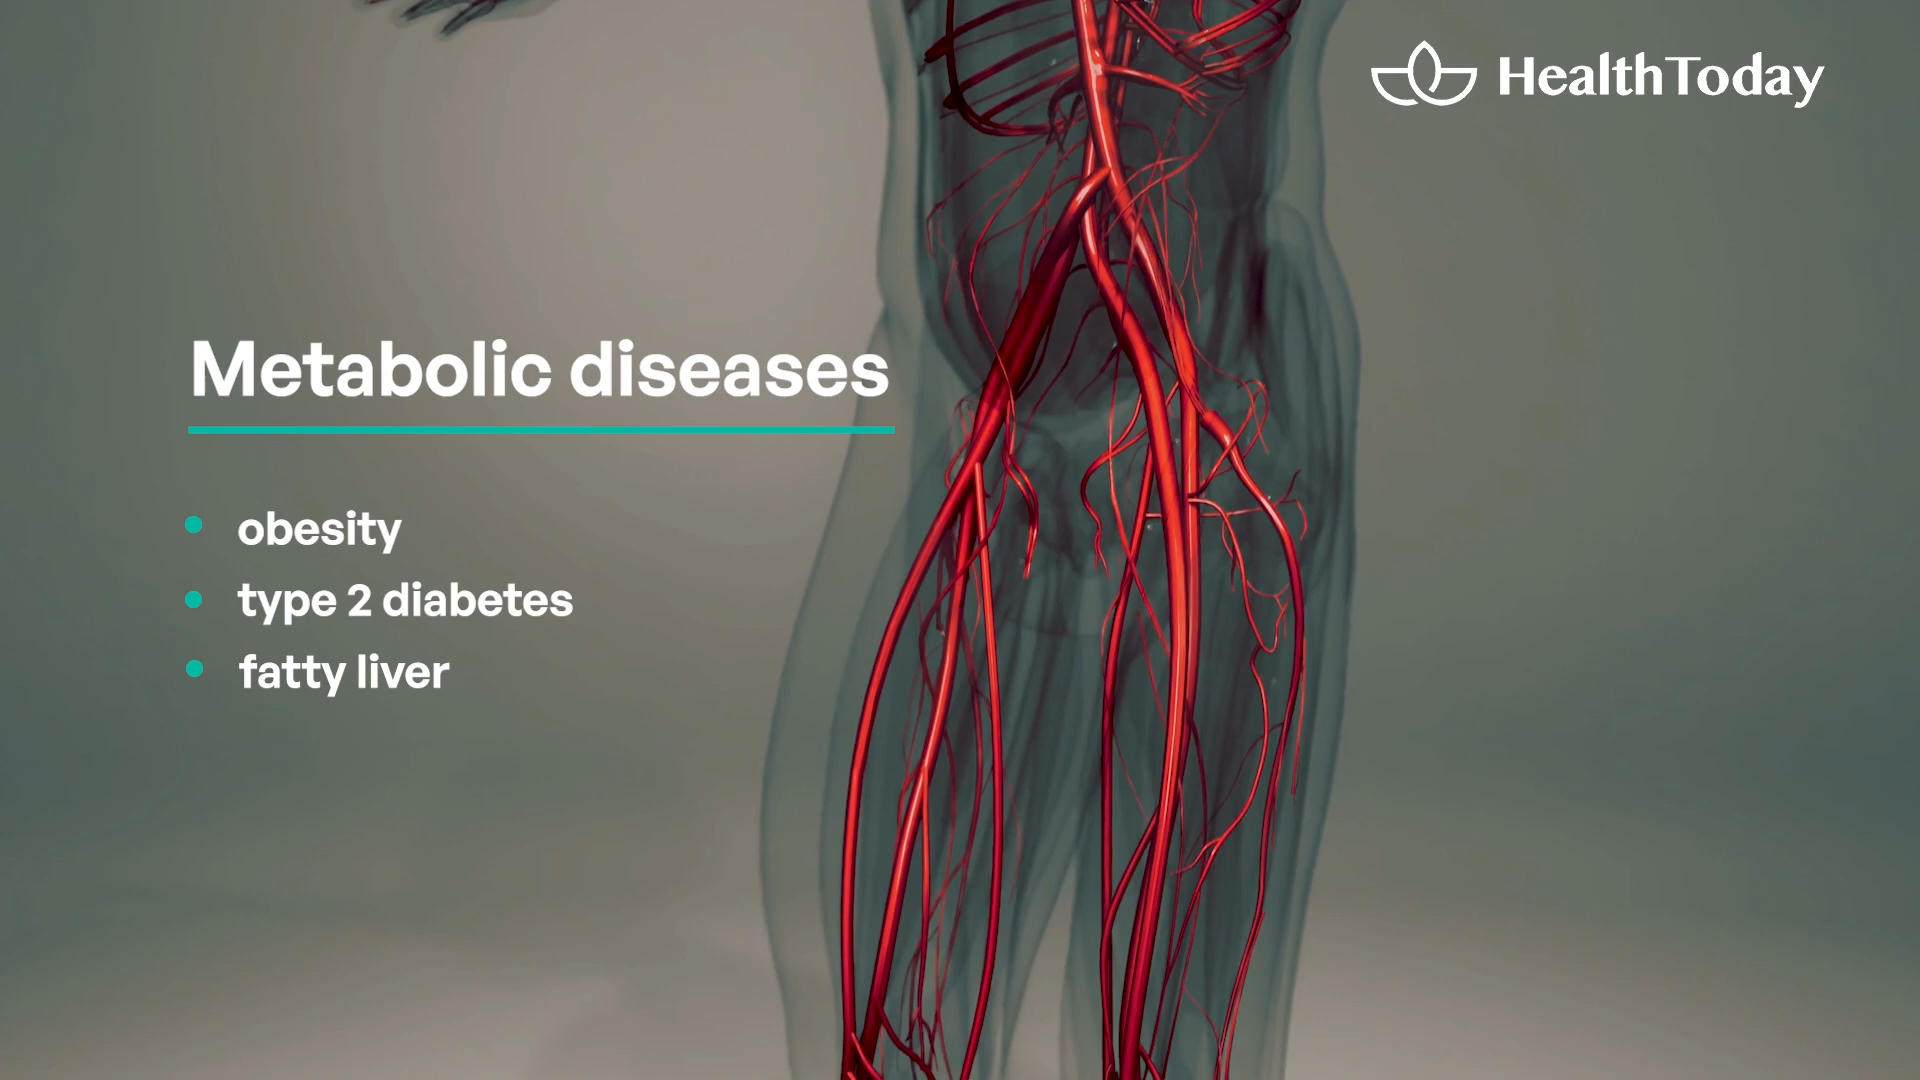 HealthToday
Metabolic diseases
obesity
type 2 diabetes
fatty liver